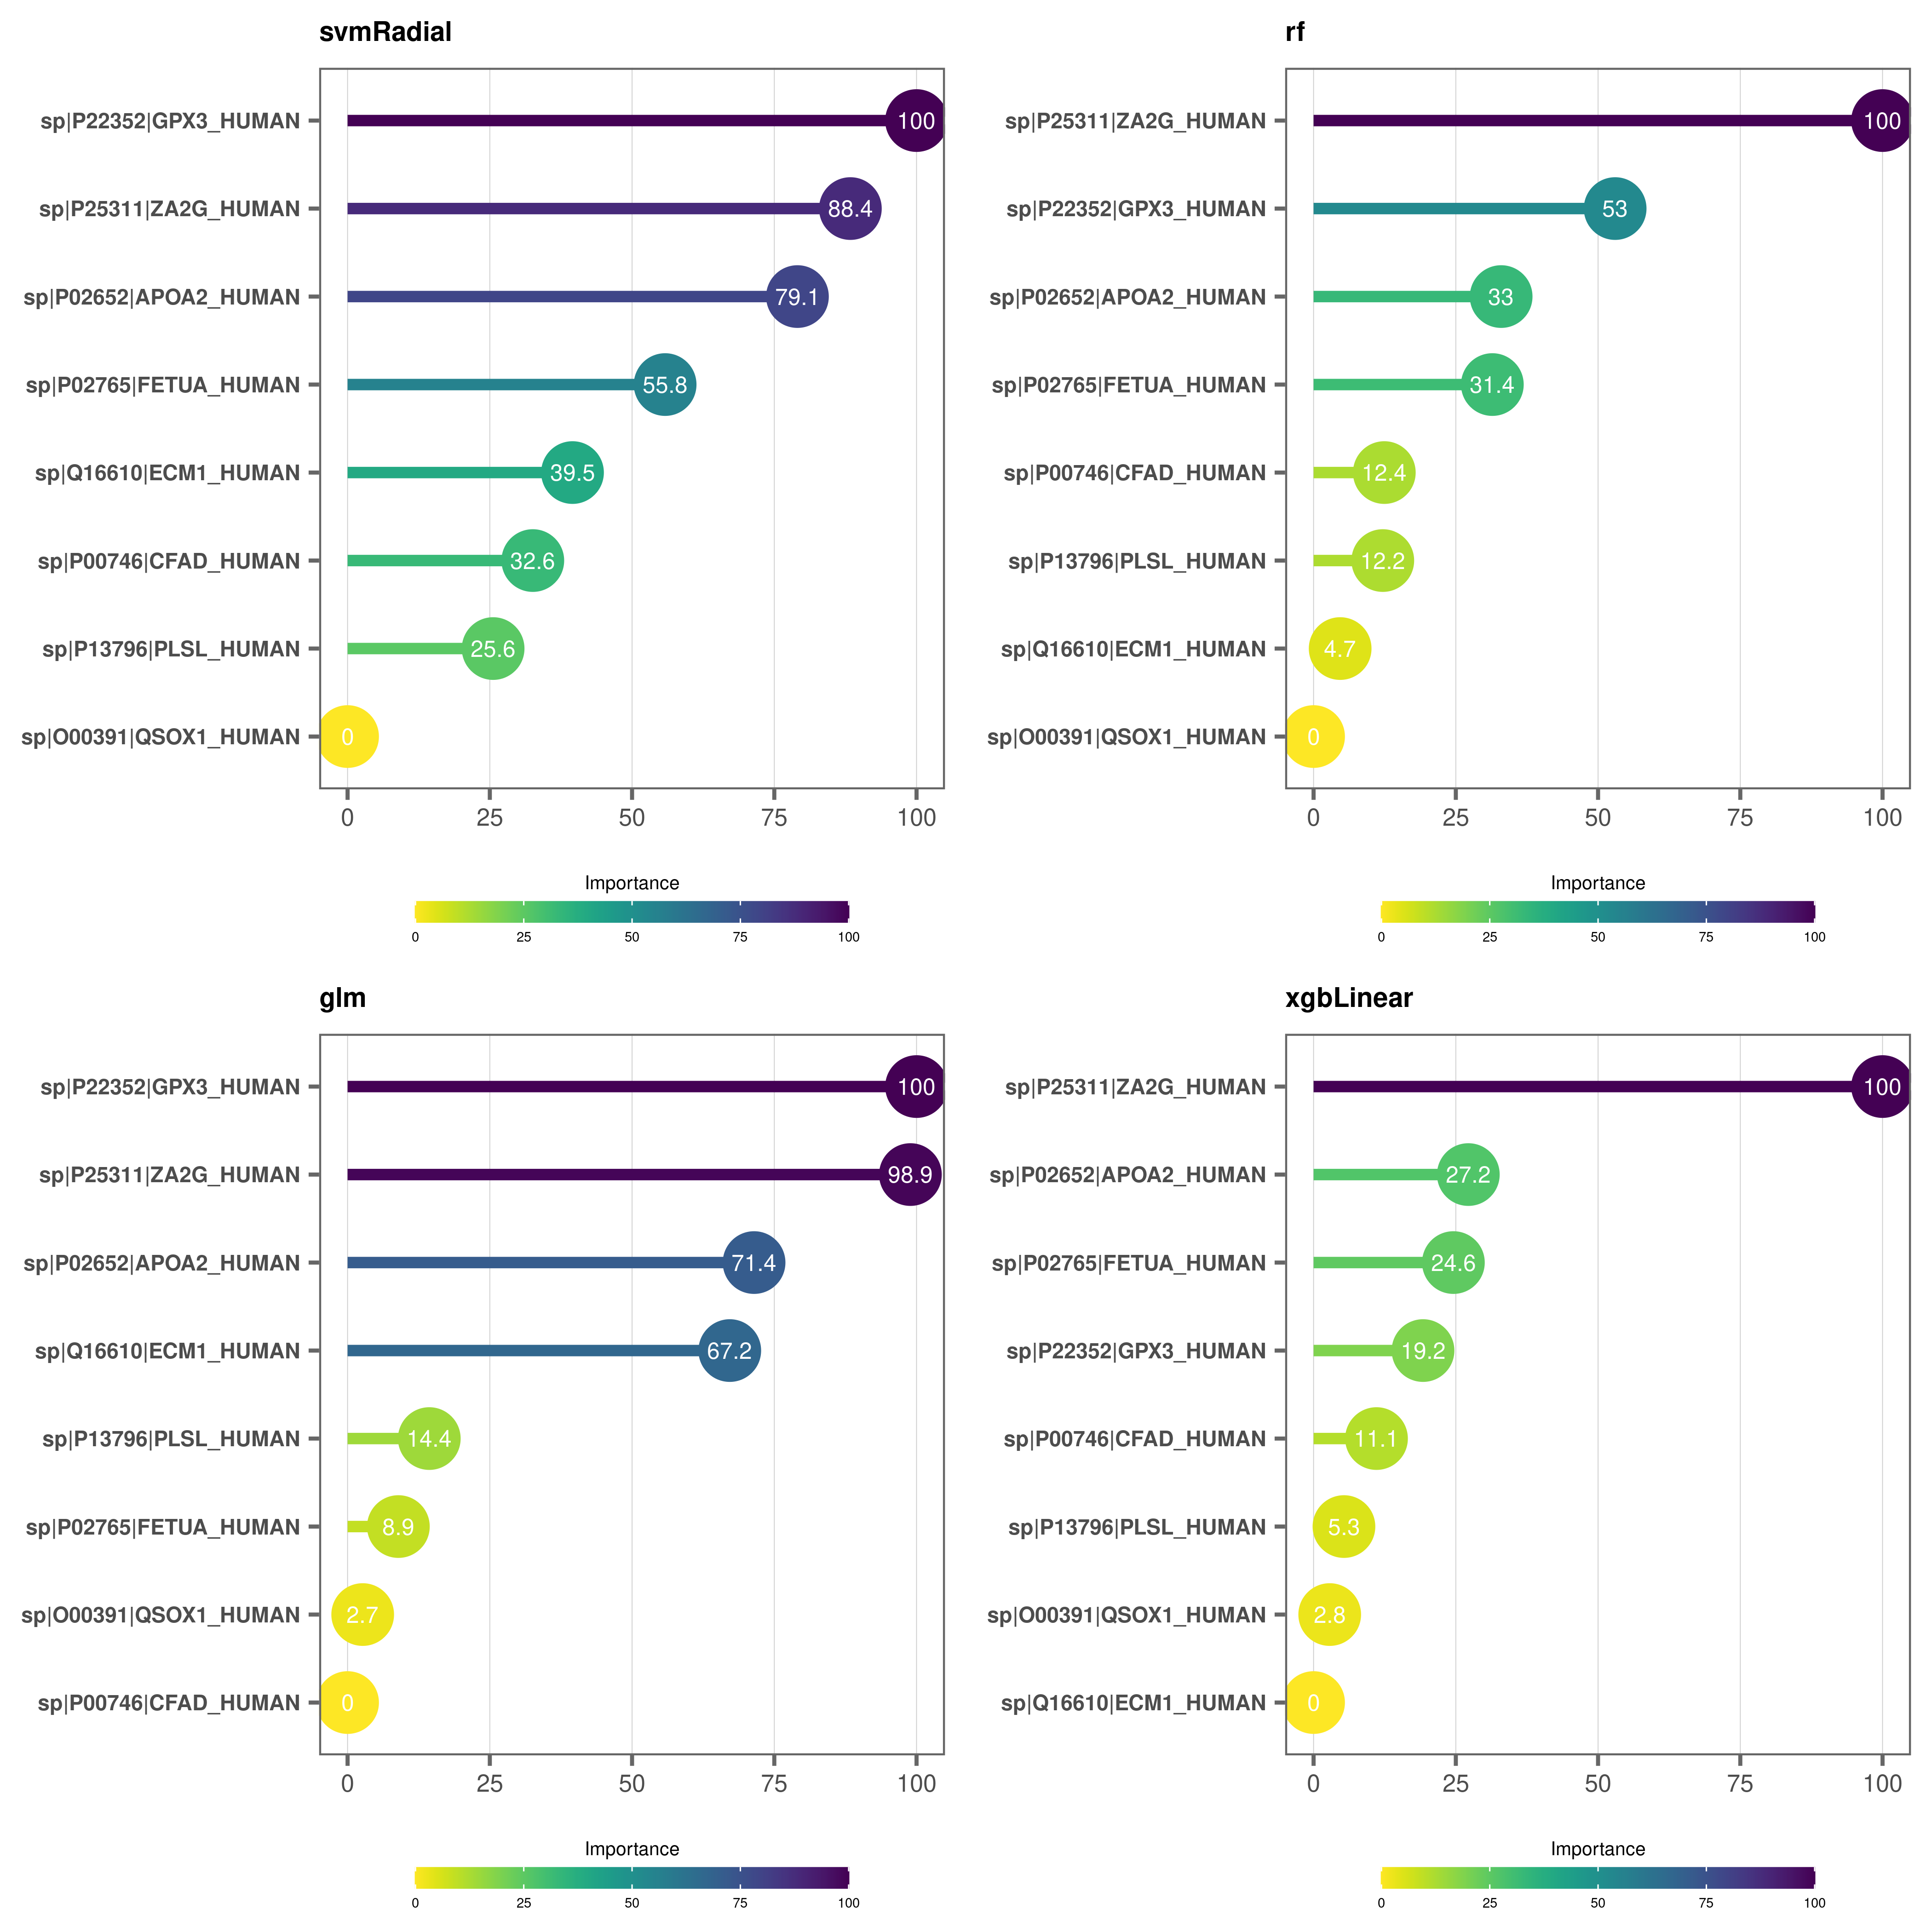 svmRadial
sp|P22352|GPX3_HUMAN 100
sp|P25311|ZA2G_HUMAN 88.4
sp|P02652|APOA2_HUMAN 79.1
sp|P02765|FETUA_HUMAN 55.8
sp|Q16610|ECM1_HUMAN 39.5
sp|P00746|CFAD_HUMAN 32.6
sp|P13796|PLSL_HUMAN 25.6
sp|O00391|QSOX1_HUMAN 0
0 25 50 75 100
Importance
0 25 50 75 100
rf
sp|P25311|ZA2G_HUMAN 100
sp|P22352|GPX3_HUMAN 53
sp|P02652|APOA2_HUMAN 33
sp|P02765|FETUA_HUMAN 31.4
sp|P00746|CFAD_HUMAN 12.4
sp|P13796|PLSL_HUMAN 12.2
sp|Q16610|ECM1_HUMAN 4.7
sp|O00391|QSOX1_HUMAN 0
0 25 50 75 100
Importance
0 25 50 75 100
glm
sp|P22352|GPX3_HUMAN 100
sp|P25311|ZA2G_HUMAN 98.9
sp|P02652|APOA2_HUMAN 71.4
sp|Q16610|ECM1_HUMAN 67.2
sp|P13796|PLSL_HUMAN 14.4
sp|P02765|FETUA_HUMAN 8.9
sp|O00391|QSOX1_HUMAN 2.7
sp|P00746|CFAD_HUMAN 0
0 25 50 75 100
Importance
0 25 50 75 100
xgbLinear
sp|P25311|ZA2G_HUMAN 100
sp|P02652|APOA2_HUMAN 27.2
sp|P02765|FETUA_HUMAN 24.6
sp|P22352|GPX3_HUMAN 19.2
sp|P00746|CFAD_HUMAN 11.1
sp|P13796|PLSL_HUMAN 5.3
sp|O00391|QSOX1_HUMAN 2.8
sp|Q16610|ECM1_HUMAN 0
0 25 50 75 100
Importance
0 25 50 75 100